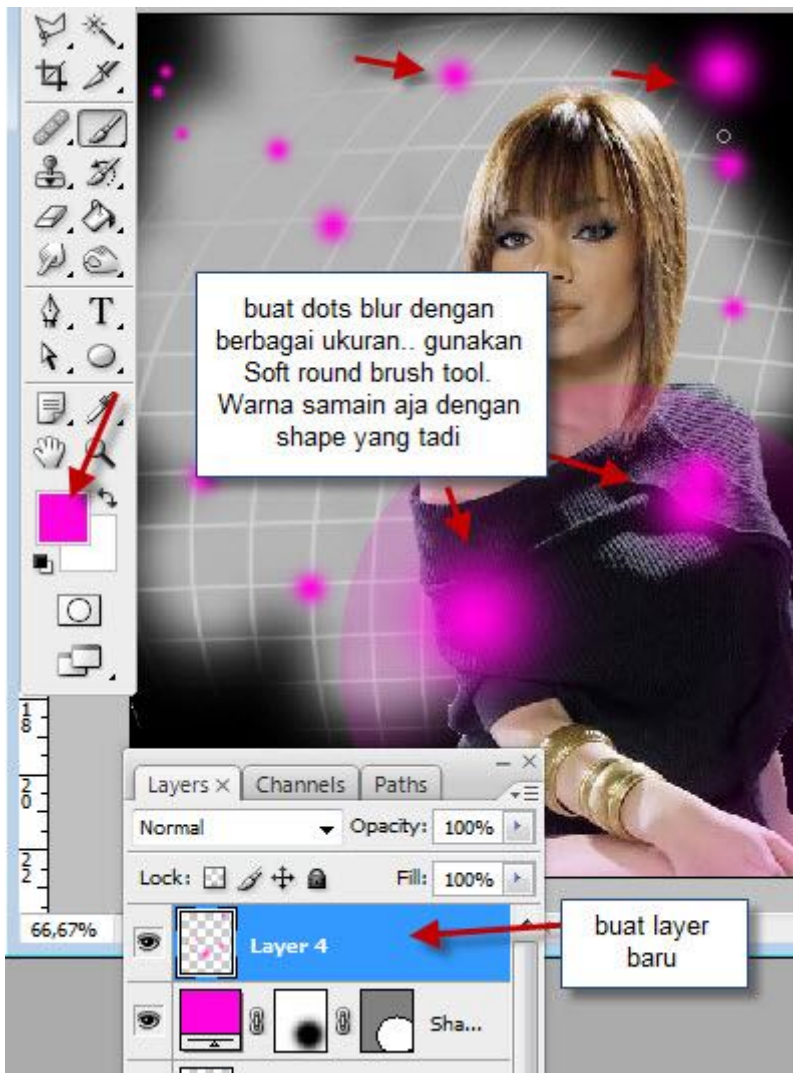 buat dots blur dengan
berbagai ukuran.. gunakan
Soft round brush tool.
Warna samain aja dengan
shape yang tadi
T
18
20
22
Layers × Channels Paths
Normal Opacity: 100%
Lock: Fill: 100%
66,67%
Layer 4
buat layer
baru
Sha...